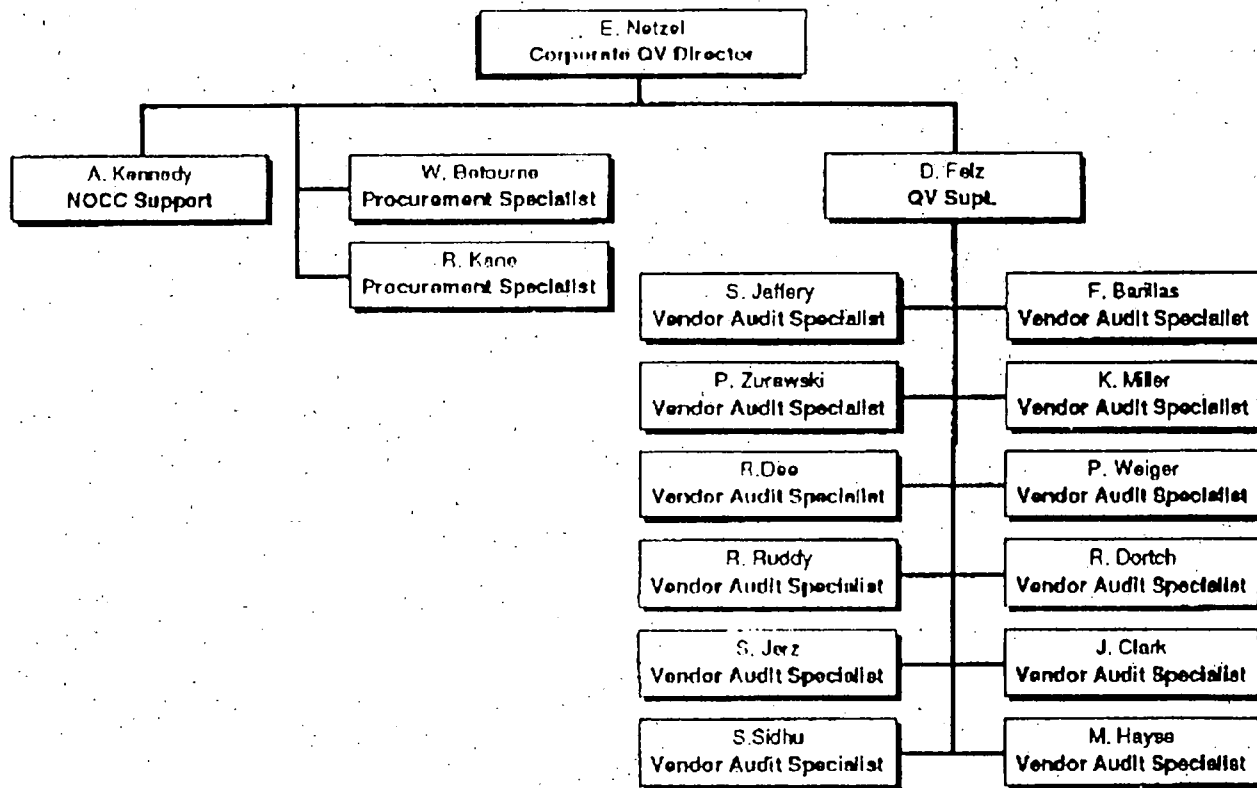 E. Netzel
Corporate QV Director
A. Kennedy
NOCC Support
W. Betourne
Procurement Specialist
R. Kane
Procurement Specialist
D. Felz
QV Supt.
S. Jeffery
Vendor Audit Specialist
F. Barillas
Vendor Audit Specialist
P. Zurawski
Vendor Audit Specialist
K. Miller
Vendor Audit Specialist
R.Dee
Vendor Audit Specialist
P. Weiger
Vendor Audit Specialist
R. Ruddy
Vendor Audit Specialist
R. Dortch
Vendor Audit Specialist
S. Jerz
Vendor Audit Specialist
J. Clark
Vendor Audit Specialist
S.Sidhu
Vendor Audit Specialist
M. Hayse
Vendor Audit Specialist